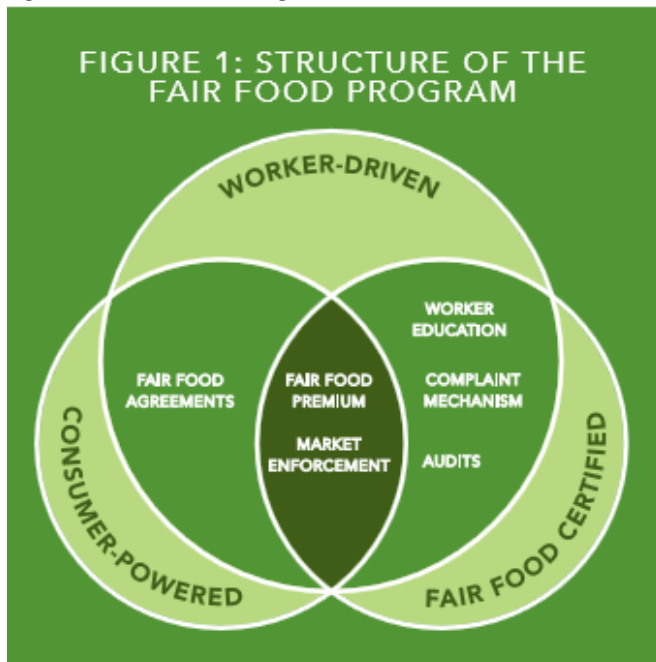 FIGURE 1: STRUCTURE OF THE
FAIR FOOD PROGRAM
WORKER-DRIVEN
WORKER
EDUCATION
FAIR FOOD
AGREEMENTS
FAIR FOOD
PREMIUM
COMPLAINT
MECHANISM
MARKET
ENFORCEMENT
AUDITS
CONSUMER-POWERED
FAIR FOOD CERTIFIED